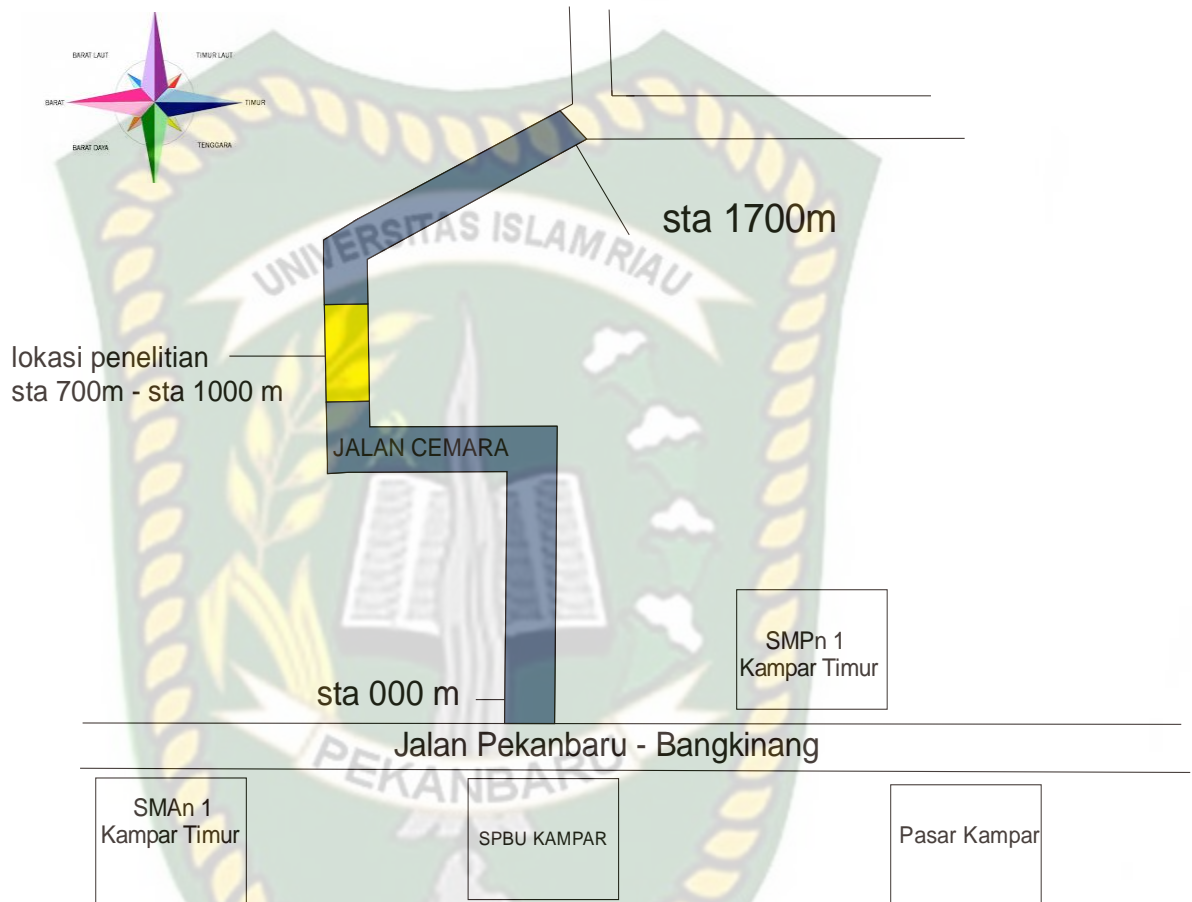 BARAT LAUT
TIMUR LAUT
BARAT
TIMUR
BARAT DAYA
TENGGARA
sta 1700m
UNIVERSITAS ISLAM RIAU
lokasi penelitian
sta 700m - sta 1000 m
JALAN CEMARA
SMPn 1
Kampar Timur
sta 000 m
Jalan Pekanbaru - Bangkinang
PEKANBARU
SMAn 1
Kampar Timur
SPBU KAMPAR
Pasar Kampar